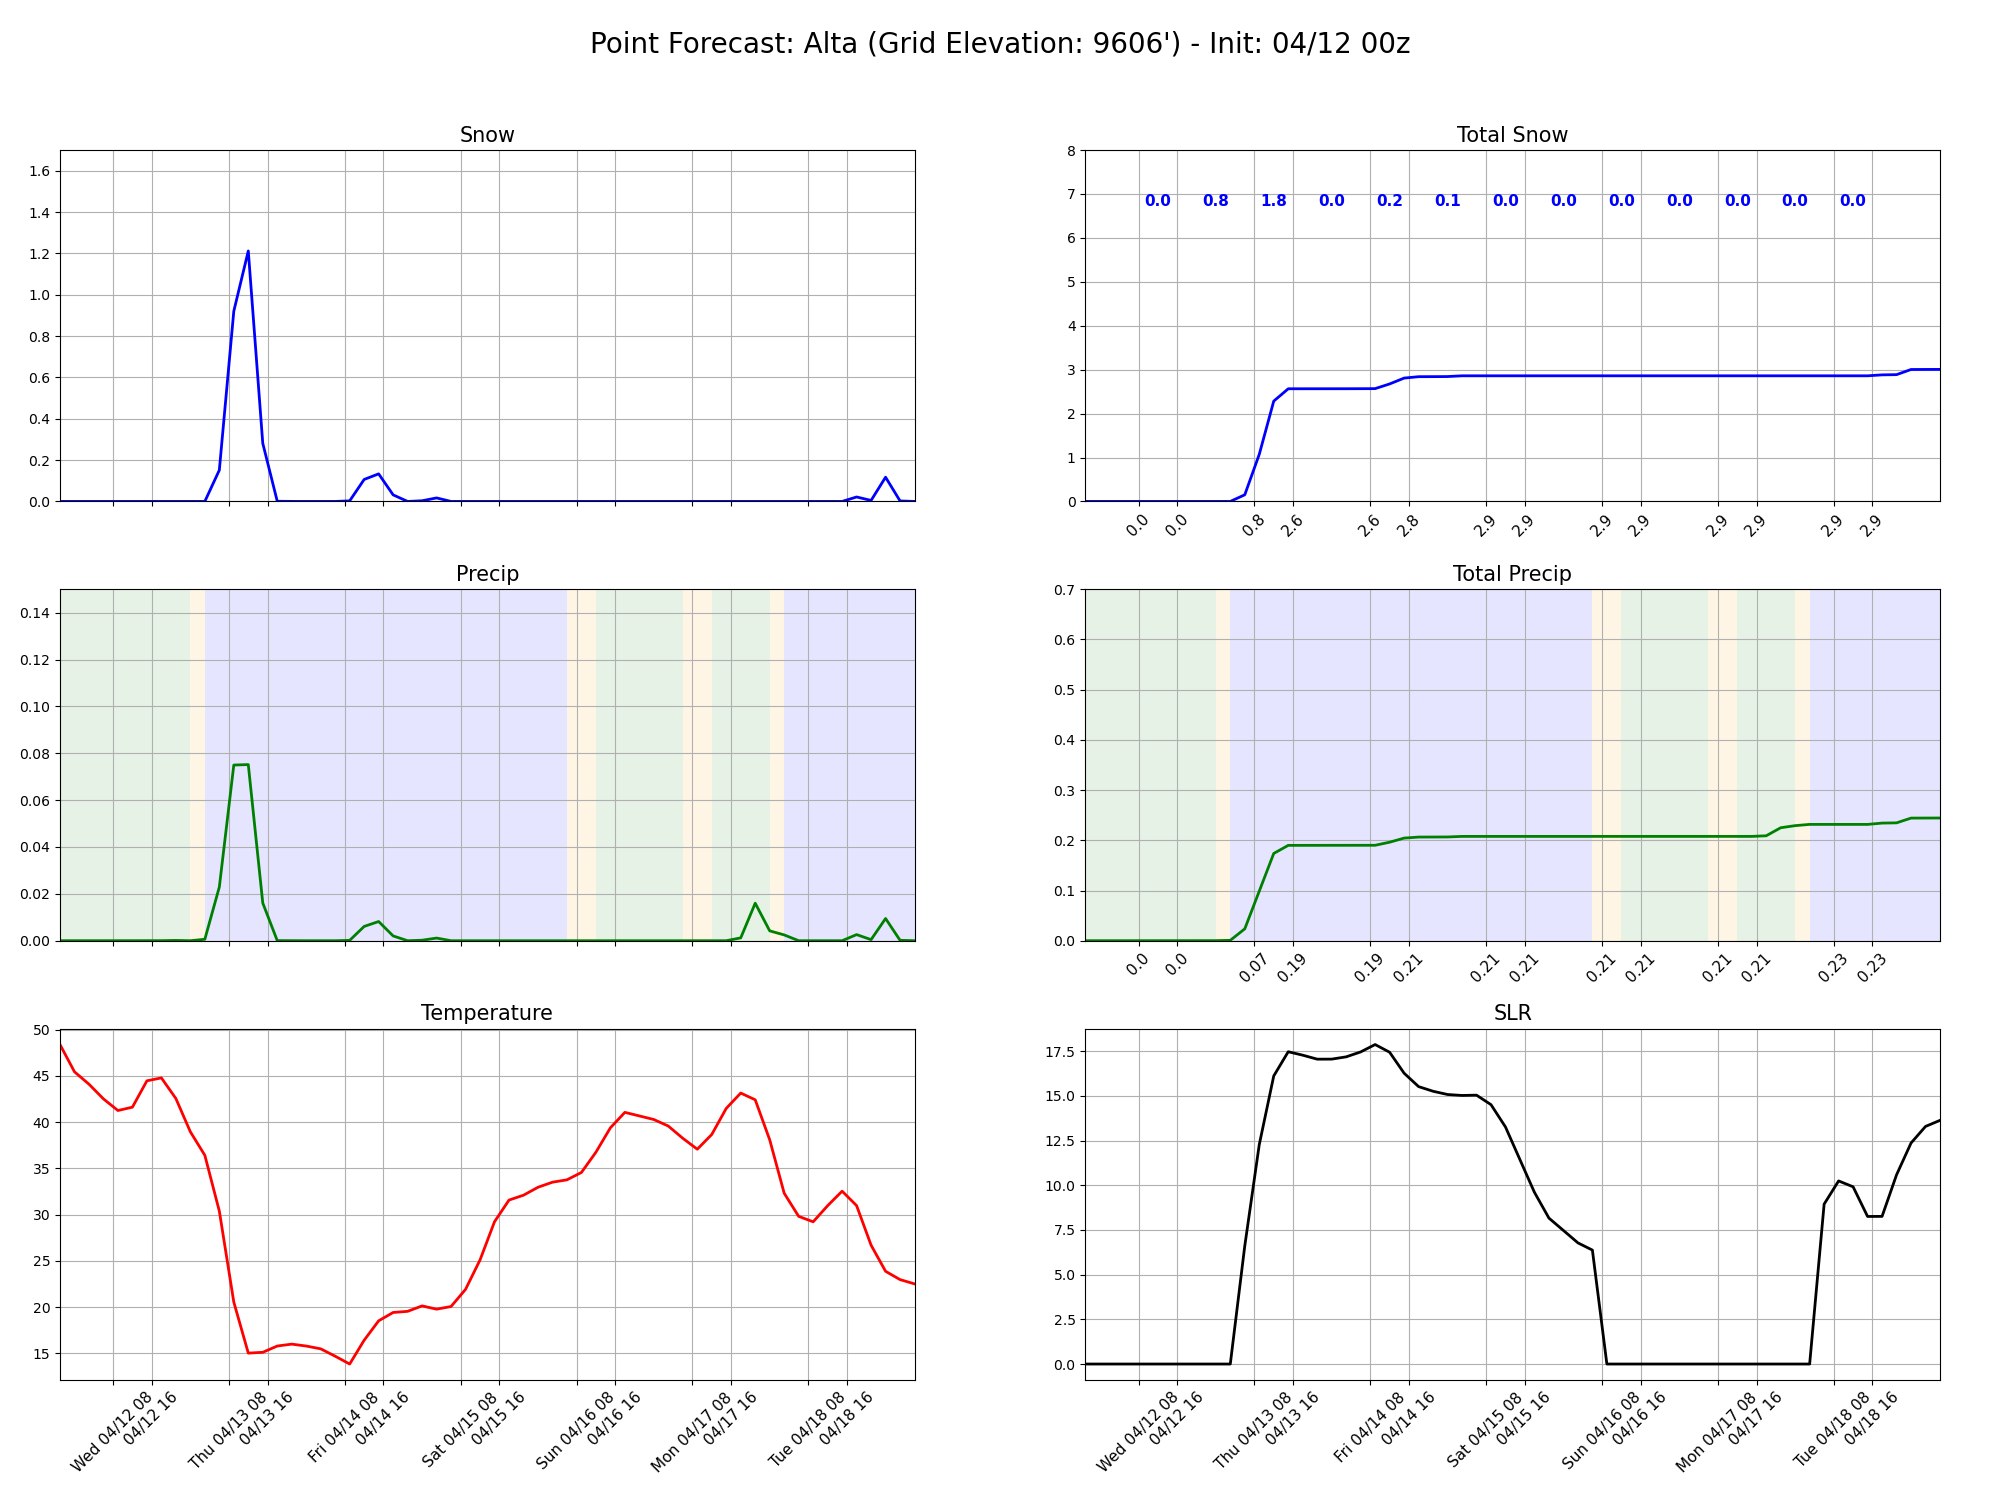 Point Forecast: Alta (Grid Elevation: 9606') - Init: 04/12 00z
Snow
1.6
1.4
1.2
1.0
0.8
0.6
0.4
0.2
0.0
Total Snow
8
7
6
5
4
3
2
1
0
0.0 0.8 1.8 0.0 0.2 0.1 0.0 0.0 0.0 0.0 0.0 0.0 0.0
0.0 0.0 0.8 2.6 2.6 2.8 2.9 2.9 2.9 2.9 2.9 2.9 2.9 2.9
Precip
0.14
0.12
0.10
0.08
0.06
0.04
0.02
0.00
Total Precip
0.7
0.6
0.5
0.4
0.3
0.2
0.1
0.0
0.0 0.0 0.07 0.19 0.19 0.21 0.21 0.21 0.21 0.21 0.21 0.21 0.23 0.23
Temperature
50
45
40
35
30
25
20
15
Wed 04/12 08
04/12 16
Thu 04/13 08
04/13 16
Fri 04/14 08
04/14 16
Sat 04/15 08
04/15 16
Sun 04/16 08
04/16 16
Mon 04/17 08
04/17 16
Tue 04/18 08
04/18 16
SLR
17.5
15.0
12.5
10.0
7.5
5.0
2.5
0.0
Wed 04/12 08
04/12 16
Thu 04/13 08
04/13 16
Fri 04/14 08
04/14 16
Sat 04/15 08
04/15 16
Sun 04/16 08
04/16 16
Mon 04/17 08
04/17 16
Tue 04/18 08
04/18 16